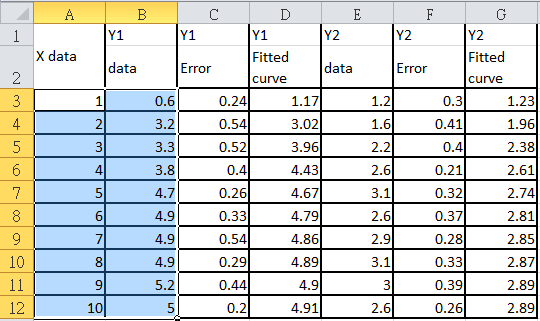 A B C D E F G
1 Y1 Y1 Y1 Y2 Y2 Y2
2 X data data Error Fitted curve data Error Fitted curve
3 1 0.6 0.24 1.17 1.2 0.3 1.23
4 2 3.2 0.54 3.02 1.6 0.41 1.96
5 3 3.3 0.52 3.96 2.2 0.4 2.38
6 4 3.8 0.4 4.43 2.6 0.21 2.61
7 5 4.7 0.26 4.67 3.1 0.32 2.74
8 6 4.9 0.33 4.79 2.6 0.37 2.81
9 7 4.9 0.54 4.86 2.9 0.28 2.85
10 8 4.9 0.29 4.89 3.1 0.33 2.87
11 9 5.2 0.44 4.9 3 0.39 2.89
12 10 5 0.2 4.91 2.6 0.26 2.89